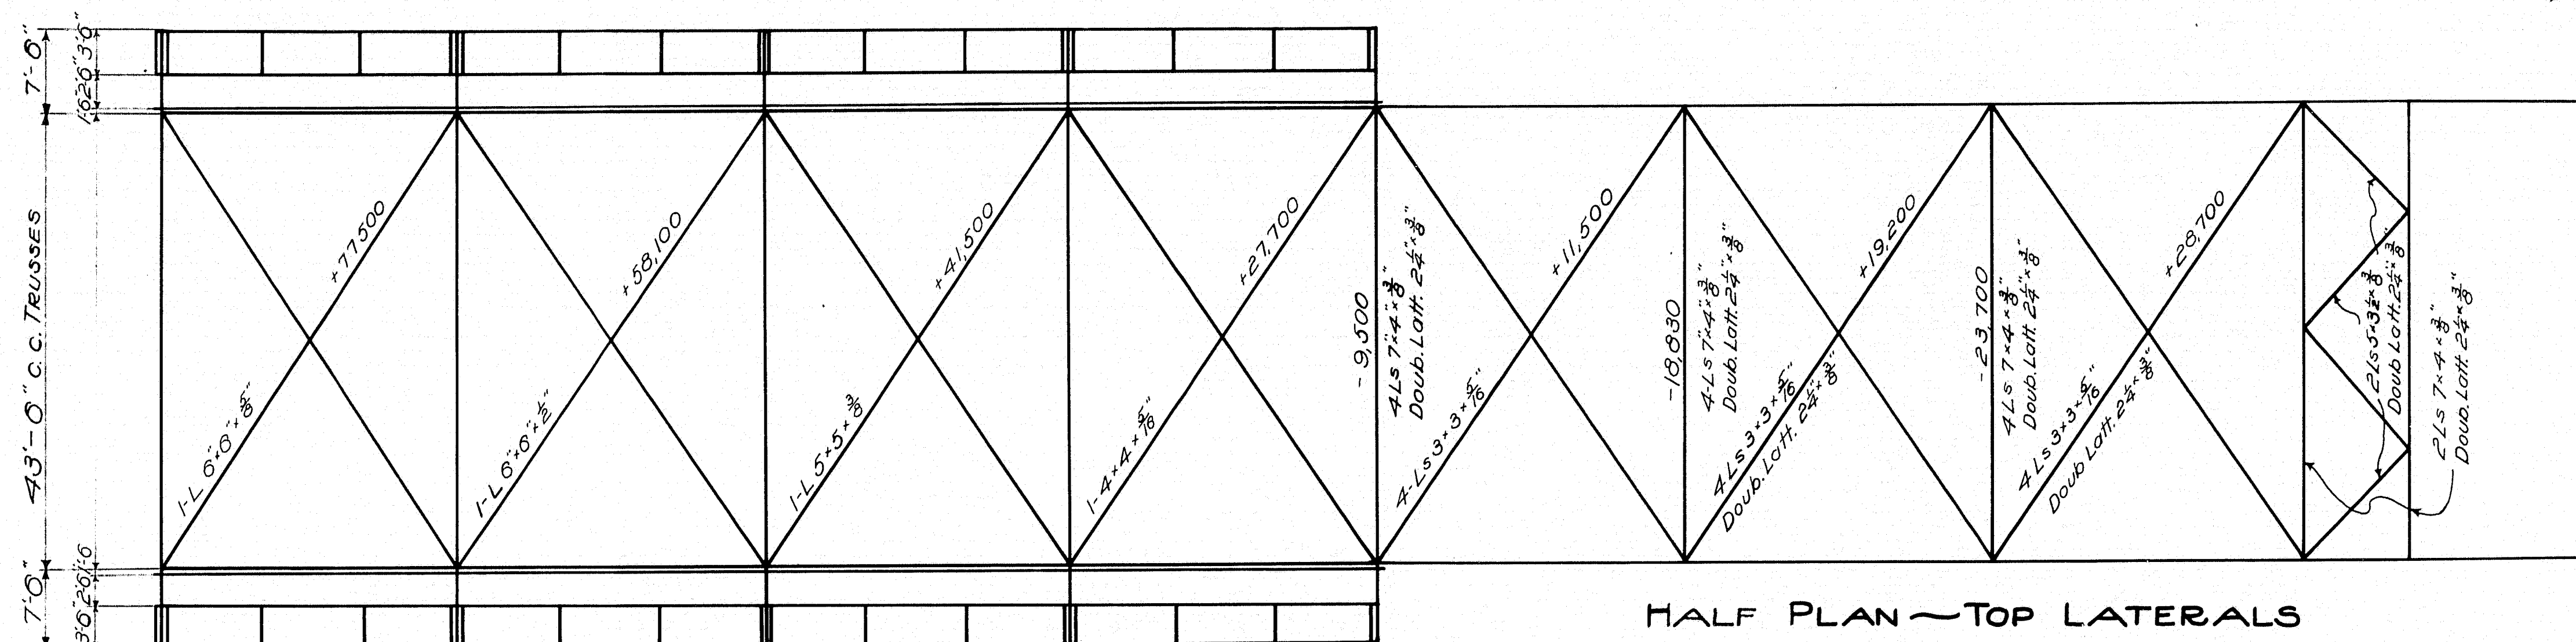 7'-6"
3'-6"
2'-6"
1'-6
43'-0" C.C. TRUSSES
1'-6
2'-6"
3'-6"
7'-6"
+77500
1-L 6"×6"×5/8"
+58,100
1-L 6"×6"×1/2"
+41,500
1-L 5×5×3/8
+27,700
1-4×4×5/16"
-9,500
4 Ls 7"×4"×3/8"
Doub. Latt. 2 1/4"×3/8"
+11,500
4-Ls 3×3×5/16"
-18,830
4-Ls 7"×4"×3/8"
Doub. Latt. 2 1/4"×3/8"
+19,200
4 Ls 3×3×5/16"
Doub. Latt. 2 1/4"×3/8"
-23,700
4 Ls 7×4×3/8"
Doub. Latt. 2 1/4"×3/8"
+28,700
4 Ls 3×3×5/16"
Doub Latt. 2 1/4×3/8"
2 Ls 5×3 1/2×3/8"
Doub Latt. 2 1/4"×3/8"
2 Ls 7×4×3/8"
Doub. Latt. 2 1/4×3/8"
HALF PLAN~TOP LATERALS